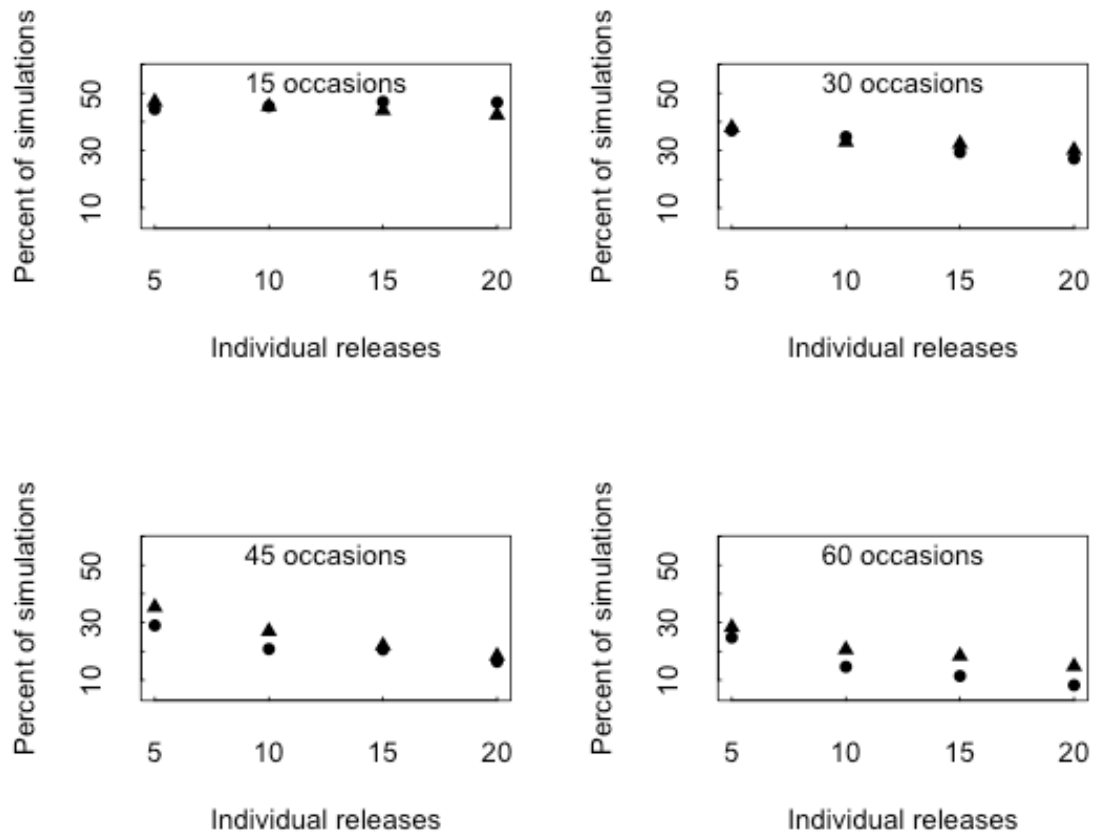 15 occasions
Percent of simulations
50
30
10
5 10 15 20
Individual releases
30 occasions
Percent of simulations
50
30
10
5 10 15 20
Individual releases
45 occasions
Percent of simulations
50
30
10
5 10 15 20
Individual releases
60 occasions
Percent of simulations
50
30
10
5 10 15 20
Individual releases